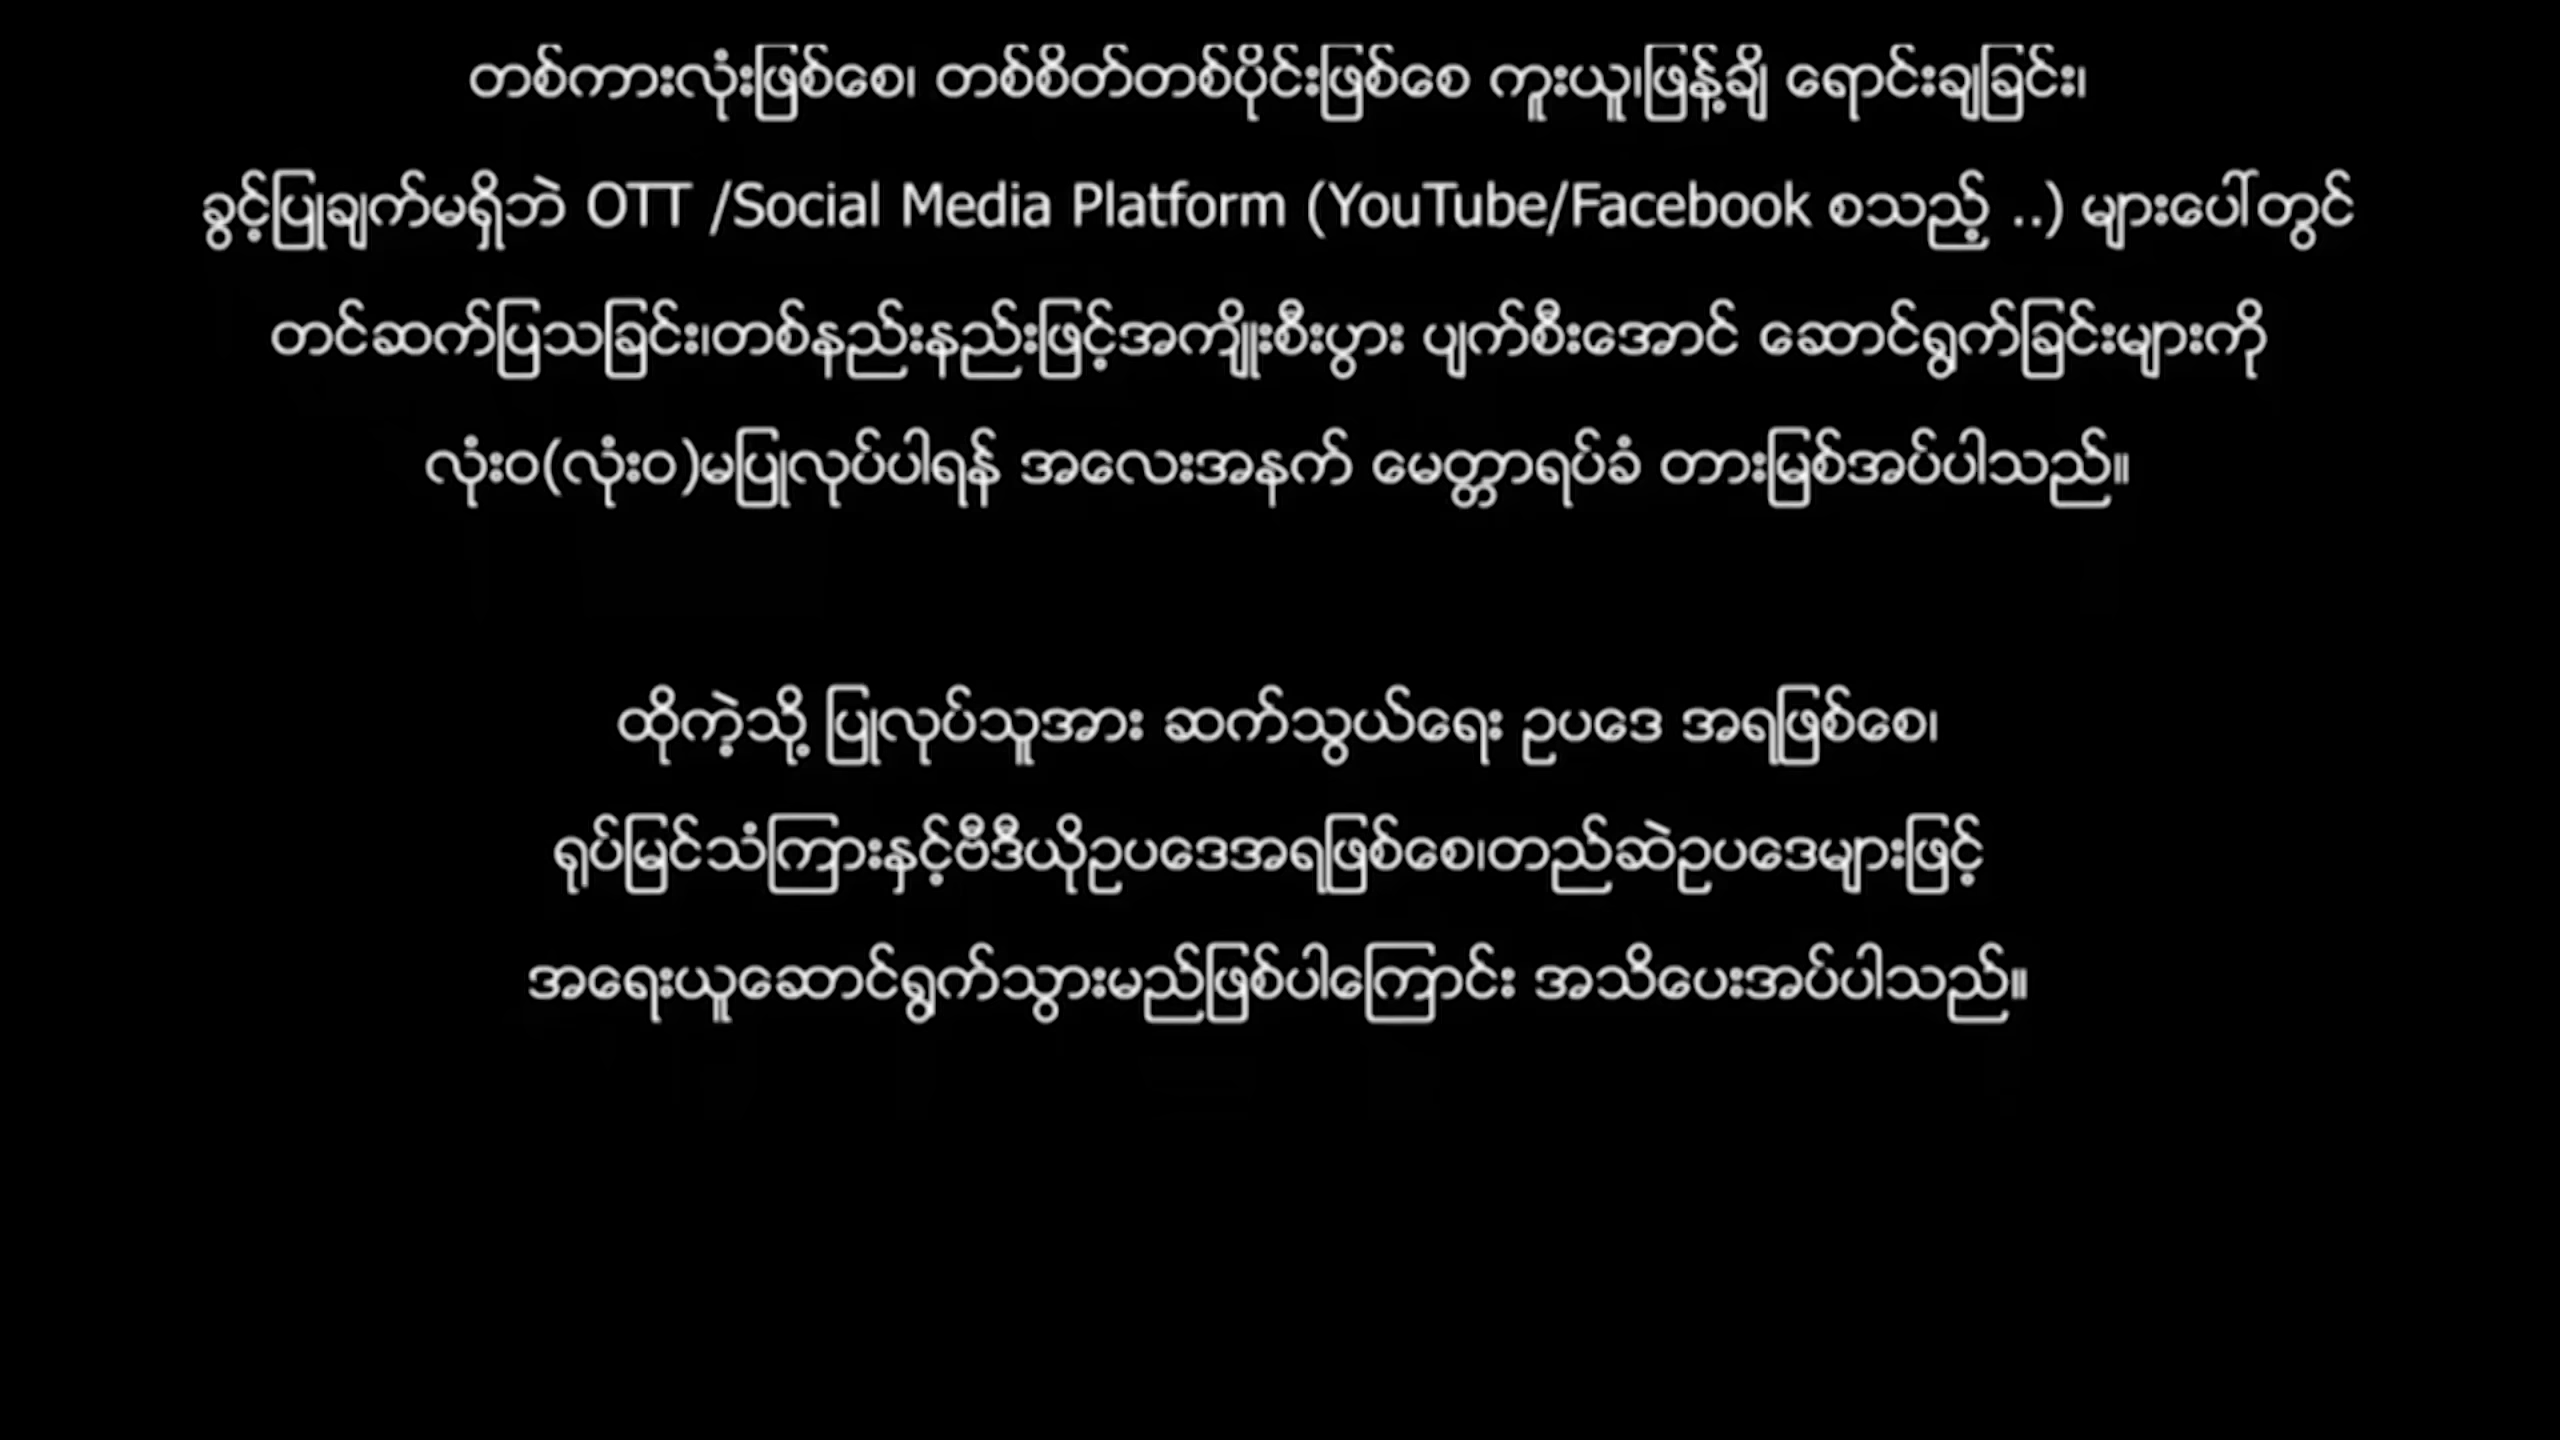 တစ်ကားလုံးဖြစ်စေ၊ တစ်စိတ်တစ်ပိုင်းဖြစ်စေ ကူးယူ၊ဖြန့်ချိ ရောင်းချခြင်း၊
ခွင့်ပြုချက်မရှိဘဲ OTT /Social Media Platform (YouTube/Facebook စသည့် ..) များပေါ်တွင်
တင်ဆက်ပြသခြင်း၊တစ်နည်းနည်းဖြင့်အကျိုးစီးပွား ပျက်စီးအောင် ဆောင်ရွက်ခြင်းများကို
လုံးဝ(လုံးဝ)မပြုလုပ်ပါရန် အလေးအနက် မေတ္တာရပ်ခံ တားမြစ်အပ်ပါသည်။
ထိုကဲ့သို့ ပြုလုပ်သူအား ဆက်သွယ်ရေး ဥပဒေ အရဖြစ်စေ၊
ရုပ်မြင်သံကြားနှင့်ဗီဒီယိုဥပဒေအရဖြစ်စေ၊တည်ဆဲဥပဒေများဖြင့်
အရေးယူဆောင်ရွက်သွားမည်ဖြစ်ပါကြောင်း အသိပေးအပ်ပါသည်။